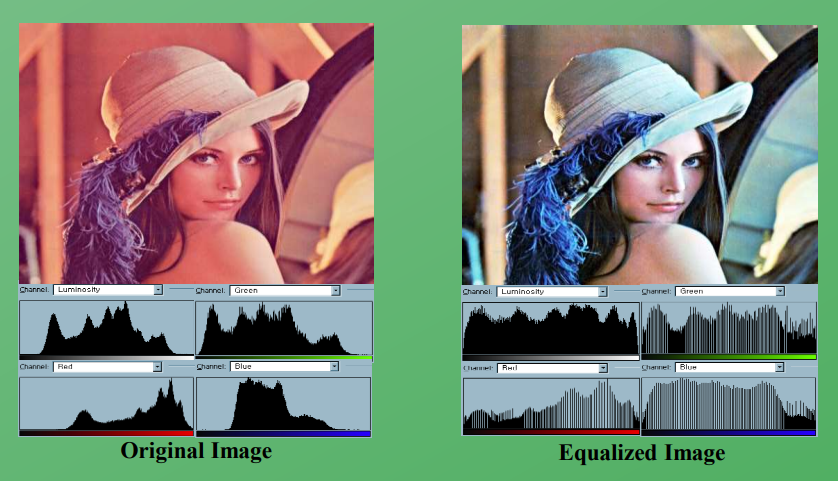 Channel: Luminosity
Channel: Green
Channel: Red
Channel: Blue
Original Image
Channel: Luminosity
Channel: Green
Channel: Red
Channel: Blue
Equalized Image